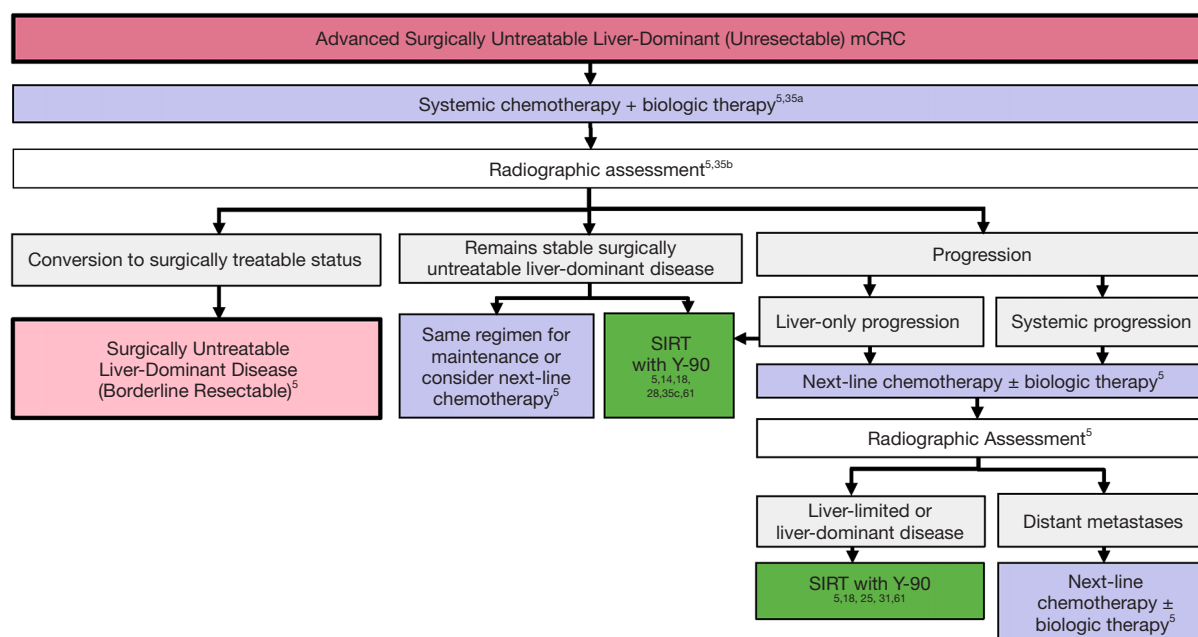 Advanced Surgically Untreatable Liver-Dominant (Unresectable) mCRC
Systemic chemotherapy + biologic therapy5,35a
Radiographic assessment5,35b
Conversion to surgically treatable status
Remains stable surgically
untreatable liver-dominant disease
Progression
Liver-only progression
Systemic progression
Surgically Untreatable
Liver-Dominant Disease
(Borderline Resectable)5
Same regimen for
maintenance or
consider next-line
chemotherapy5
SIRT
with Y-90
5,14,18,
28,35c,61
Next-line chemotherapy ± biologic therapy5
Radiographic Assessment5
Liver-limited or
liver-dominant disease
Distant metastases
SIRT with Y-90
5,18, 25, 31,61
Next-line
chemotherapy ±
biologic therapy5